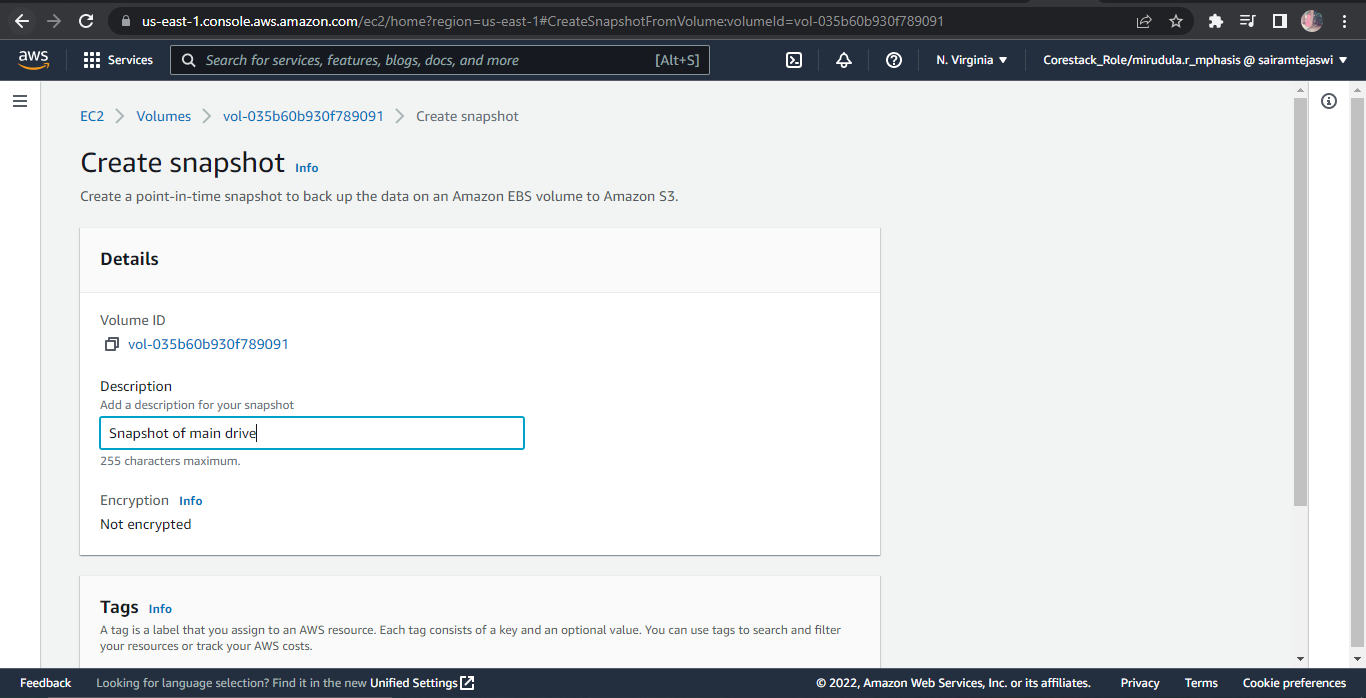 us-east-1.console.aws.amazon.com/ec2/home?region=us-east-1#CreateSnapshotFromVolume:volumeId=vol-035b60b930f789091
aws Services Search for services, features, blogs, docs, and more [Alt+S] N. Virginia Corestack_Role/mirudula.r_mphasis @ sairamtejaswi
EC2 Volumes vol-035b60b930f789091 Create snapshot
Create snapshot Info
Create a point-in-time snapshot to back up the data on an Amazon EBS volume to Amazon S3.
Details
Volume ID
vol-035b60b930f789091
Description
Add a description for your snapshot
Snapshot of main drive
255 characters maximum.
Encryption Info
Not encrypted
Tags Info
A tag is a label that you assign to an AWS resource. Each tag consists of a key and an optional value. You can use tags to search and filter
your resources or track your AWS costs.
Feedback Looking for language selection? Find it in the new Unified Settings © 2022, Amazon Web Services, Inc. or its affiliates. Privacy Terms Cookie preferences